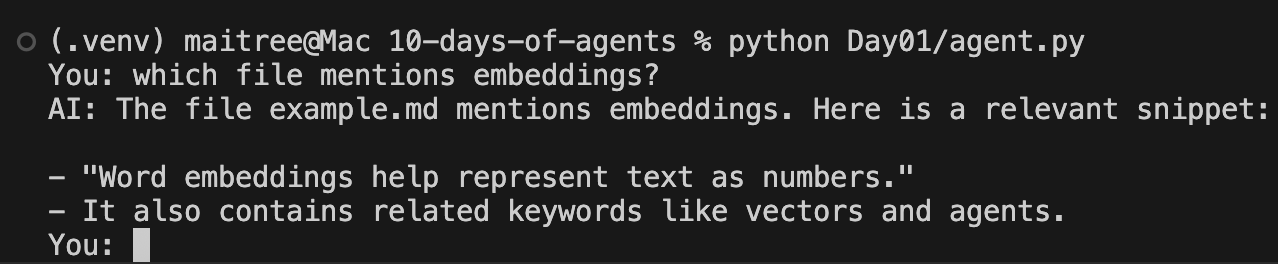 (.venv) maitree@Mac 10-days-of-agents % python Day01/agent.py
You: which file mentions embeddings?
AI: The file example.md mentions embeddings. Here is a relevant snippet:
- "Word embeddings help represent text as numbers."
- It also contains related keywords like vectors and agents.
You: